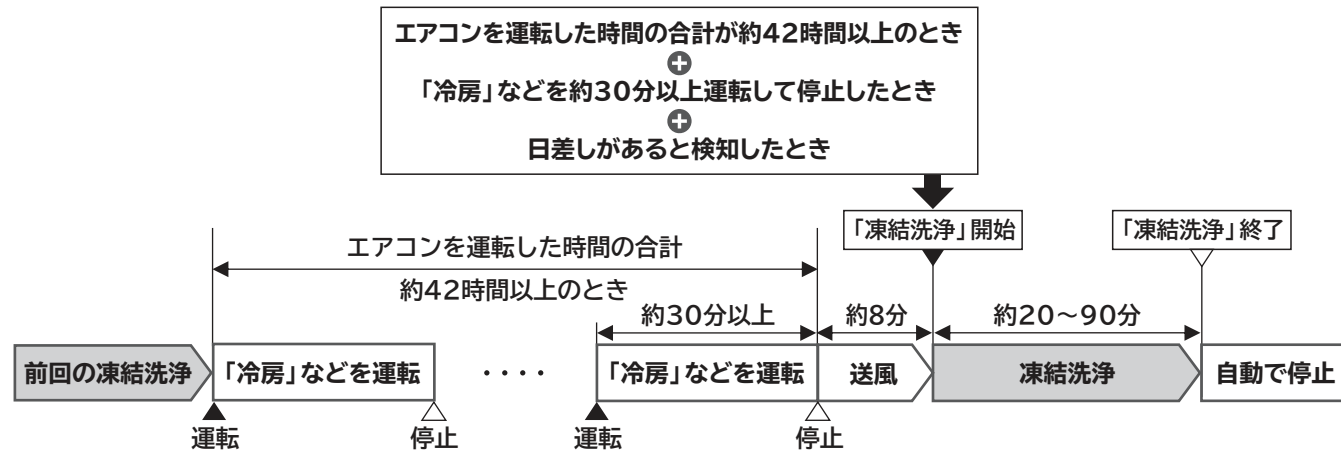 エアコンを運転した時間の合計が約42時間以上のとき
「冷房」などを約30分以上運転して停止したとき
日差しがあると検知したとき
「凍結洗浄」開始
「凍結洗浄」終了
エアコンを運転した時間の合計
約42時間以上のとき
約30分以上
約8分
約20～90分
前回の凍結洗浄
「冷房」などを運転
・・・・
「冷房」などを運転
送風
凍結洗浄
自動で停止
運転
停止
運転
停止